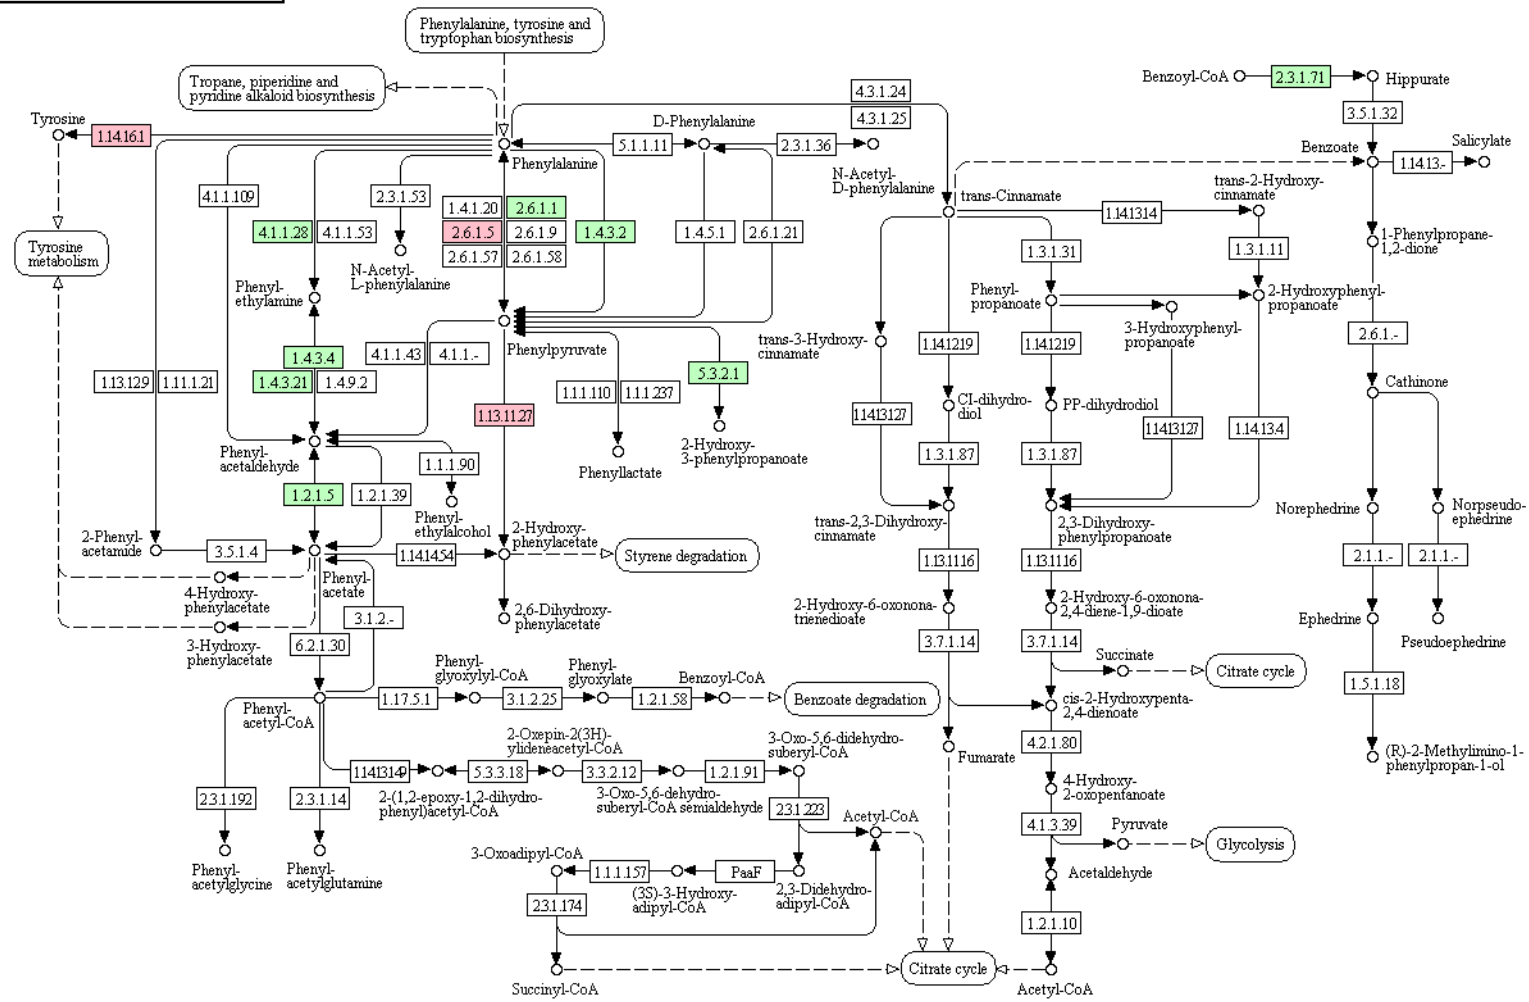 Phenylalanine, tyrosine and
tryptophan biosynthesis
Tropane, piperidine and
pyridine alkaloid biosynthesis
Tyrosine
1.14.16.1
Phenylalanine
5.1.1.11
D-Phenylalanine
2.3.1.36
N-Acetyl-
D-phenylalanine
4.3.1.24
4.3.1.25
Benzoyl-CoA
2.3.1.71
Hippurate
3.5.1.32
Benzoate
1.14.13.-
Salicylate
Tyrosine
metabolism
4.1.1.109
4.1.1.28
4.1.1.53
2.3.1.53
N-Acetyl-
L-phenylalanine
1.4.1.20
2.6.1.1
2.6.1.5
2.6.1.9
2.6.1.57
2.6.1.58
1.4.3.2
1.4.5.1
2.6.1.21
trans-Cinnamate
1.14.13.14
trans-2-Hydroxy-
cinnamate
1.3.1.31
1.3.1.11
1-Phenylpropane-
1,2-dione
Phenyl-
ethylamine
Phenylpyruvate
Phenyl-
propanoate
2-Hydroxyphenyl-
propanoate
3-Hydroxyphenyl-
propanoate
trans-3-Hydroxy-
cinnamate
1.14.12.19
1.14.12.19
2.6.1.-
1.4.3.4
1.4.3.21
1.4.9.2
4.1.1.43
4.1.1.-
1.13.12.9
1.11.1.21
1.1.1.110
1.1.1.237
5.3.2.1
1.13.11.27
Cathinone
CI-dihydro-
diol
PP-dihydrodiol
1.14.13.127
1.14.13.127
1.14.13.4
Phenyl-
acetaldehyde
1.1.1.90
Phenyllactate
2-Hydroxy-
3-phenylpropanoate
1.3.1.87
1.3.1.87
1.2.1.5
1.2.1.39
Phenyl-
ethylalcohol
trans-2,3-Dihydroxy-
cinnamate
2,3-Dihydroxy-
phenylpropanoate
Norephedrine
Norpseudo-
ephedrine
2-Phenyl-
acetamide
3.5.1.4
Phenyl-
acetate
1.14.14.54
2-Hydroxy-
phenylacetate
Styrene degradation
1.13.11.16
1.13.11.16
2.1.1.-
2.1.1.-
4-Hydroxy-
phenylacetate
3-Hydroxy-
phenylacetate
3.1.2.-
6.2.1.30
2,6-Dihydroxy-
phenylacetate
2-Hydroxy-6-oxonona-
trienedioate
2-Hydroxy-6-oxonona-
2,4-diene-1,9-dioate
Ephedrine
Pseudoephedrine
3.7.1.14
3.7.1.14
Succinate
Citrate cycle
1.5.1.18
Phenyl-
acetyl-CoA
1.17.5.1
Phenyl-
glyoxylyl-CoA
3.1.2.25
Phenyl-
glyoxylate
1.2.1.58
Benzoyl-CoA
Benzoate degradation
cis-2-Hydroxypenta-
2,4-dienoate
4.2.1.80
Fumarate
(R)-2-Methylimino-1-
phenylpropan-1-ol
1.14.13.149
2-(1,2-epoxy-1,2-dihydro-
phenyl)acetyl-CoA
5.3.3.18
2-Oxepin-2(3H)-
ylideneacetyl-CoA
3.3.2.12
3-Oxo-5,6-dehydro-
suberyl-CoA semialdehyde
1.2.1.91
3-Oxo-5,6-didehydro-
suberyl-CoA
4-Hydroxy-
2-oxopentanoate
2.3.1.192
2.3.1.14
2.3.1.223
Acetyl-CoA
4.1.3.39
Pyruvate
Glycolysis
Phenyl-
acetylglycine
Phenyl-
acetylglutamine
3-Oxoadipyl-CoA
1.1.1.157
(3S)-3-Hydroxy-
adipyl-CoA
PaaF
2,3-Didehydro-
adipyl-CoA
Acetaldehyde
2.3.1.174
1.2.1.10
Succinyl-CoA
Citrate cycle
Acetyl-CoA